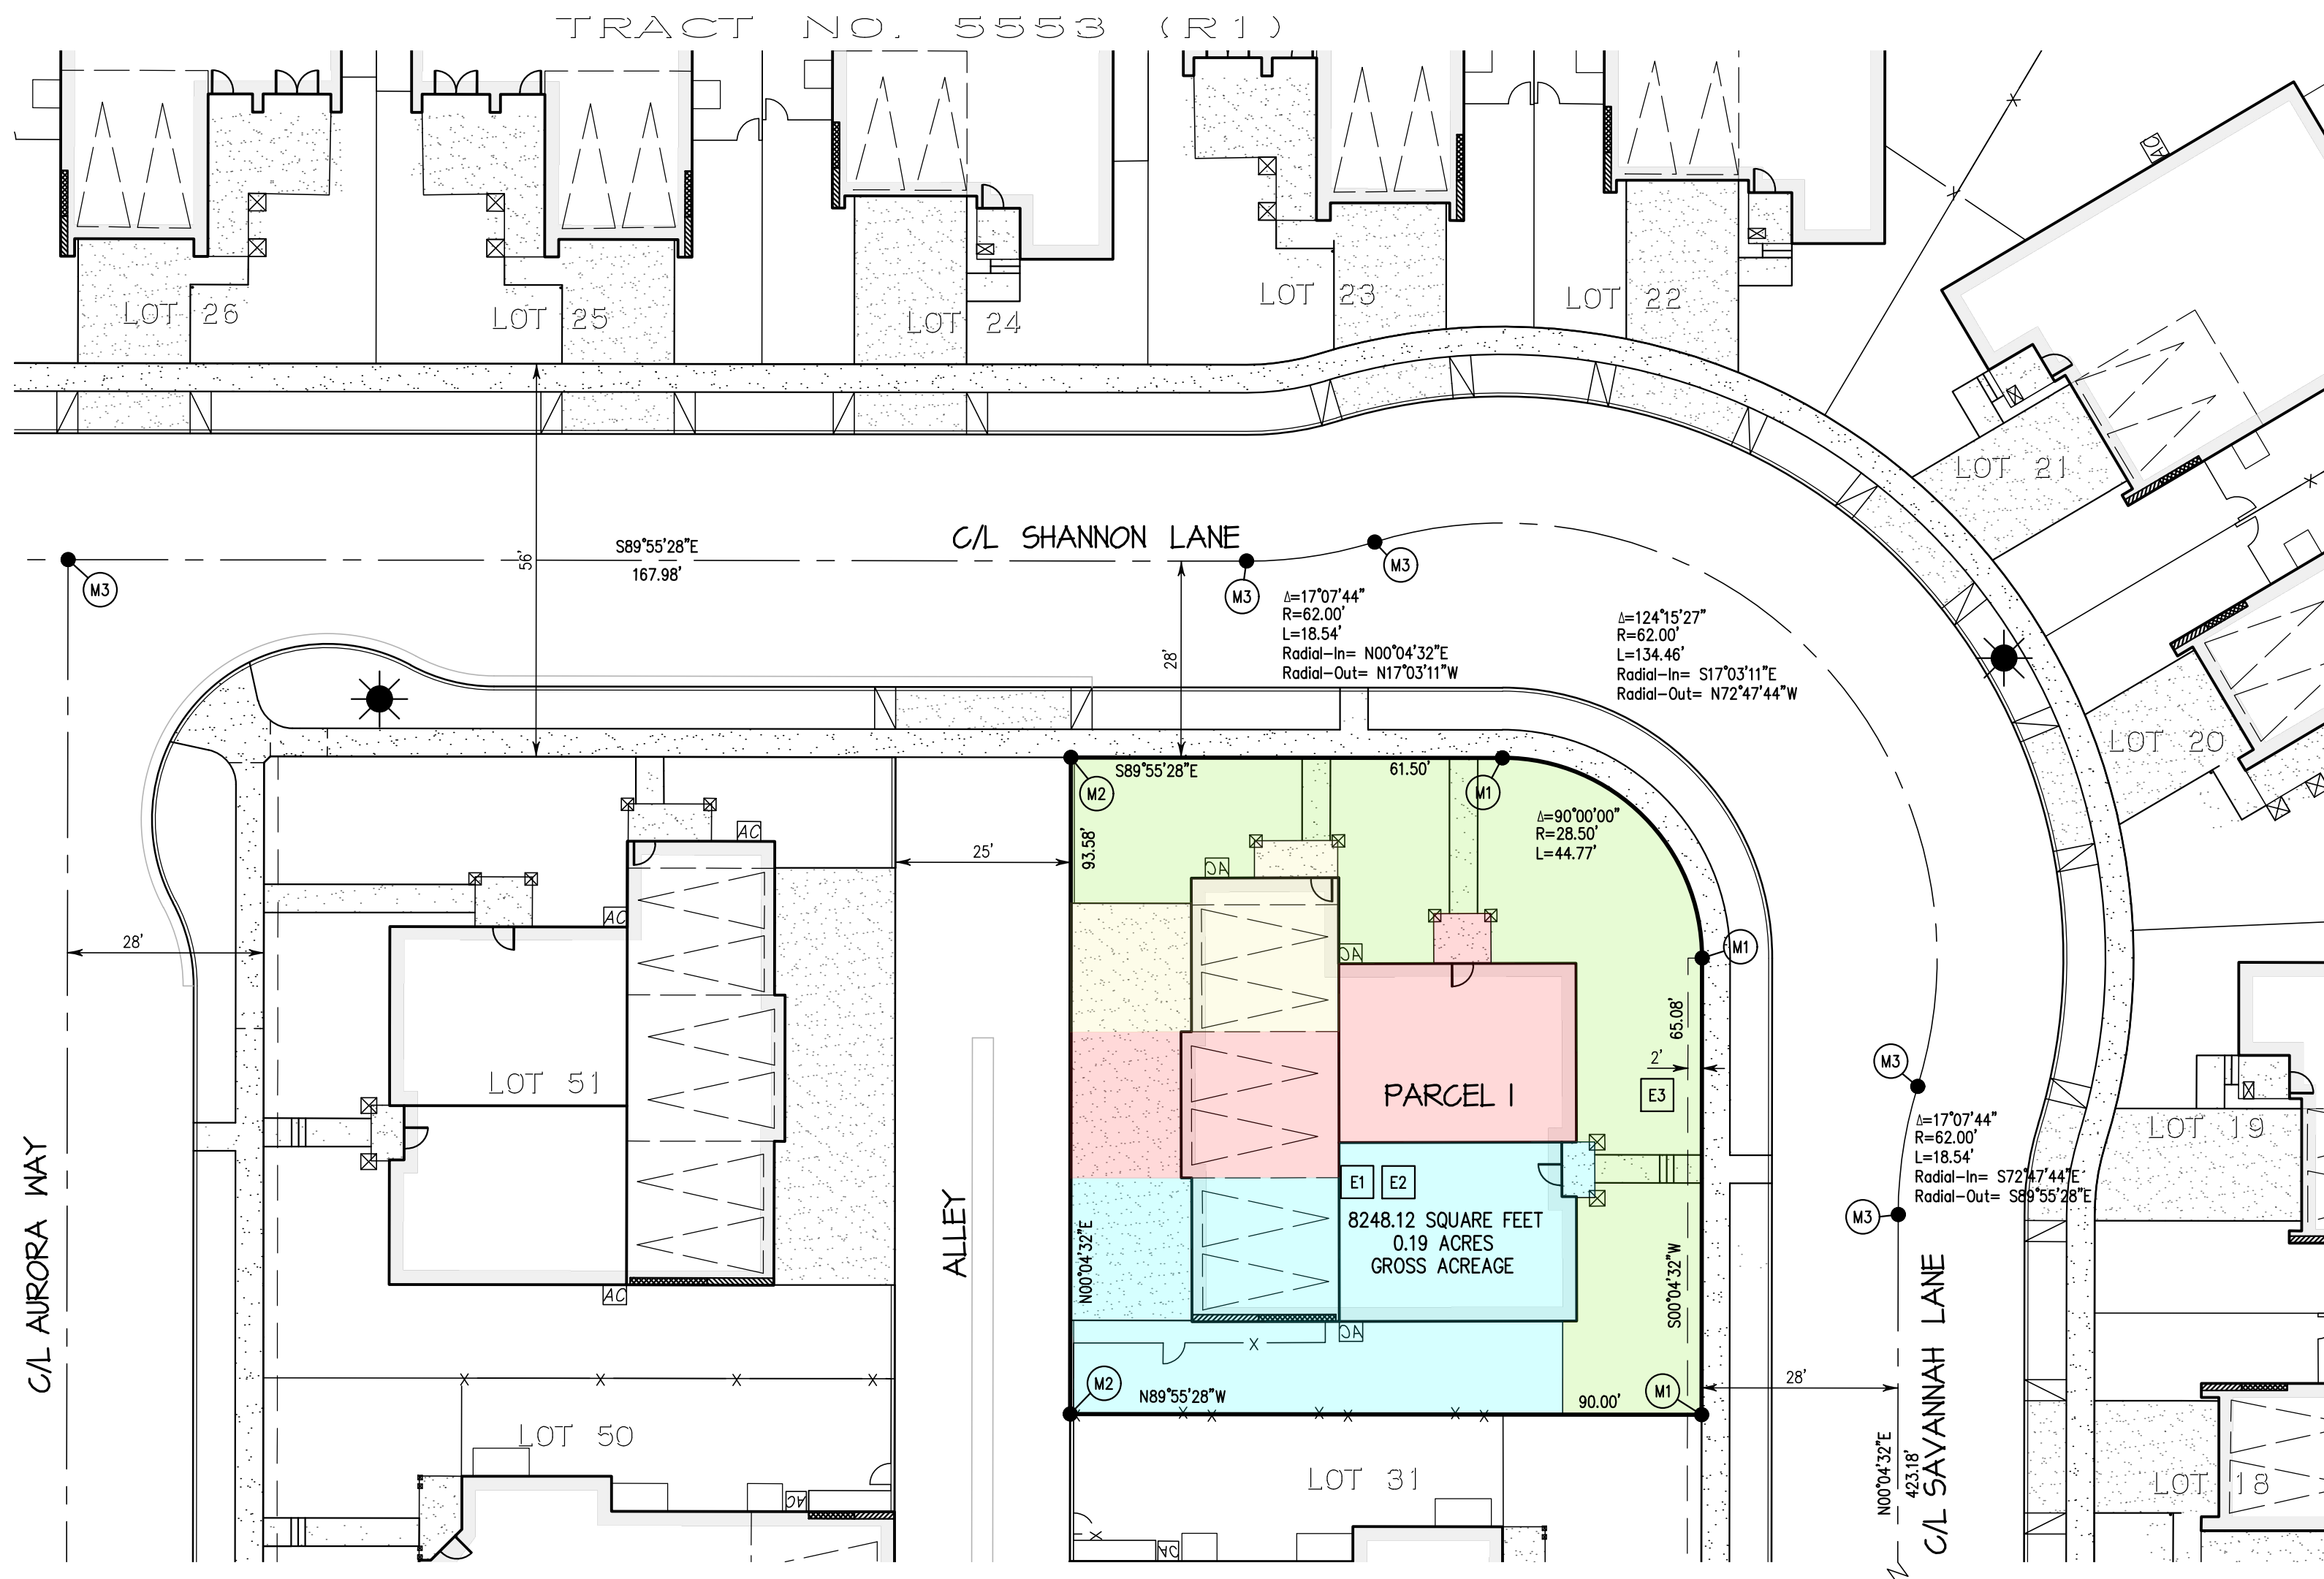 TRACT NO. 5553 (R1)
LOT 26
LOT 25
LOT 24
LOT 23
LOT 22
AC
LOT 21
C/L SHANNON LANE
S89°55'28"E
167.98'
56'
M3
M3
M3
28'
Δ=17°07'44"
R=62.00'
L=18.54'
Radial-In= N00°04'32"E
Radial-Out= N17°03'11"W
Δ=124°15'27"
R=62.00'
L=134.46'
Radial-In= S17°03'11"E
Radial-Out= N72°47'44"W
LOT 20
S89°55'28"E
61.50'
M2
M1
93.58'
Δ=90°00'00"
R=28.50'
L=44.77'
25'
AC
AC
AC
AC
28'
M1
65.08'
2'
E3
LOT 51
PARCEL 1
M3
Δ=17°07'44"
R=62.00'
L=18.54'
Radial-In= S72°47'44"E
Radial-Out= S89°55'28"E
LOT 19
M3
E1
E2
8248.12 SQUARE FEET
0.19 ACRES
GROSS ACREAGE
N00°04'32"E
S00°04'32"W
ALLEY
C/L AURORA WAY
AC
AC
X
X X X X
M2
N89°55'28"W
90.00'
M1
28'
X X X X X X
LOT 50
LOT 31
AC
AC
X
N00°04'32"E
423.18'
C/L SAVANNAH LANE
LOT 18